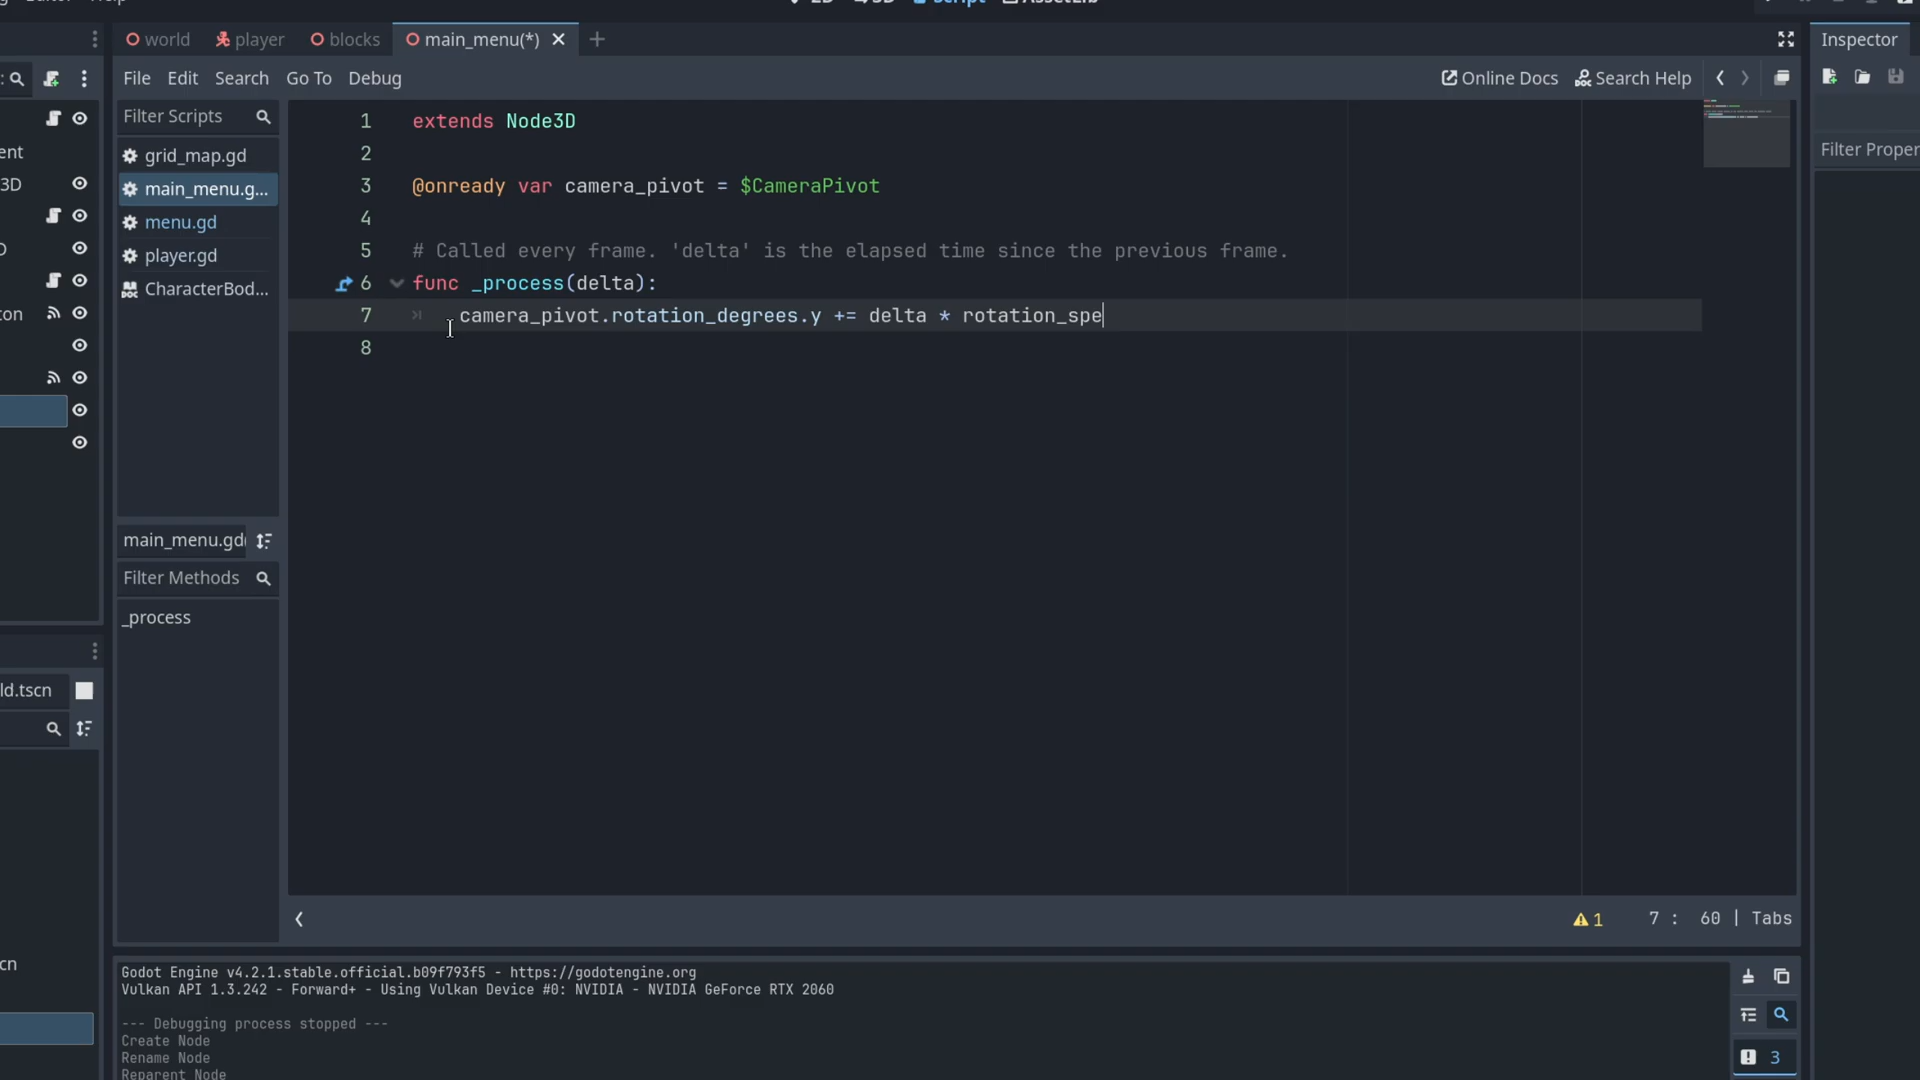 world player blocks main_menu(*)
Inspector
File Edit Search Go To Debug
Online Docs Search Help
Filter Scripts
grid_map.gd
main_menu.g...
menu.gd
player.gd
CharacterBod...
main_menu.gd
Filter Methods
_process
1 extends Node3D
2
3 @onready var camera_pivot = $CameraPivot
4
5 # Called every frame. 'delta' is the elapsed time since the previous frame.
6 func _process(delta):
7 camera_pivot.rotation_degrees.y += delta * rotation_spe
8
1 7 : 60 | Tabs
Godot Engine v4.2.1.stable.official.b09f793f5 - https://godotengine.org
Vulkan API 1.3.242 - Forward+ - Using Vulkan Device #0: NVIDIA - NVIDIA GeForce RTX 2060
--- Debugging process stopped ---
Create Node
Rename Node
Reparent Node
3
Filter Proper
ent
3D
ld.tscn